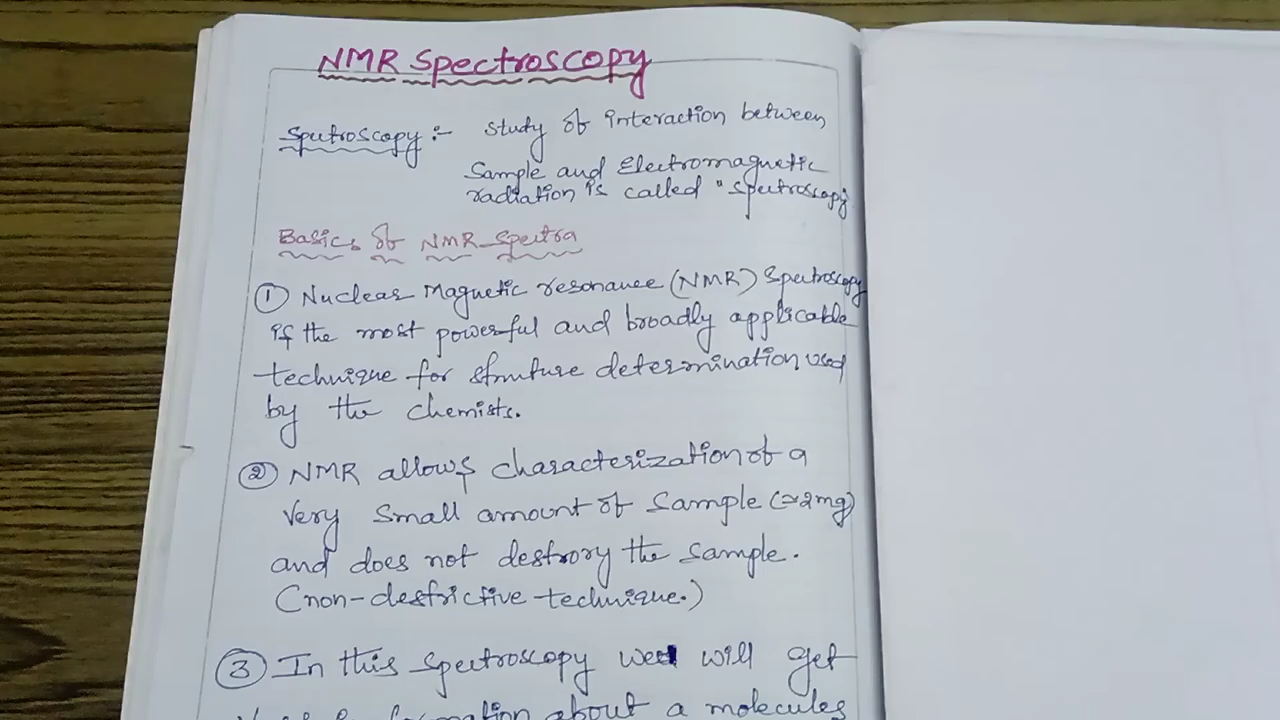 NMR Spectroscopy
Spectroscopy :- Study of interaction between
Sample and Electromagnetic
radiation is called "Spectroscopy
Basics of NMR Spectra
① Nuclear Magnetic resonance (NMR) Spectroscopy
is the most powerful and broadly applicable
technique for structure determination used
by the chemists.
② NMR allows characterization of a
very small amount of Sample (≃2mg)
and does not destrory the sample.
(non-destrictive technique.)
③ In this Spectroscopy we will get
about a molecules